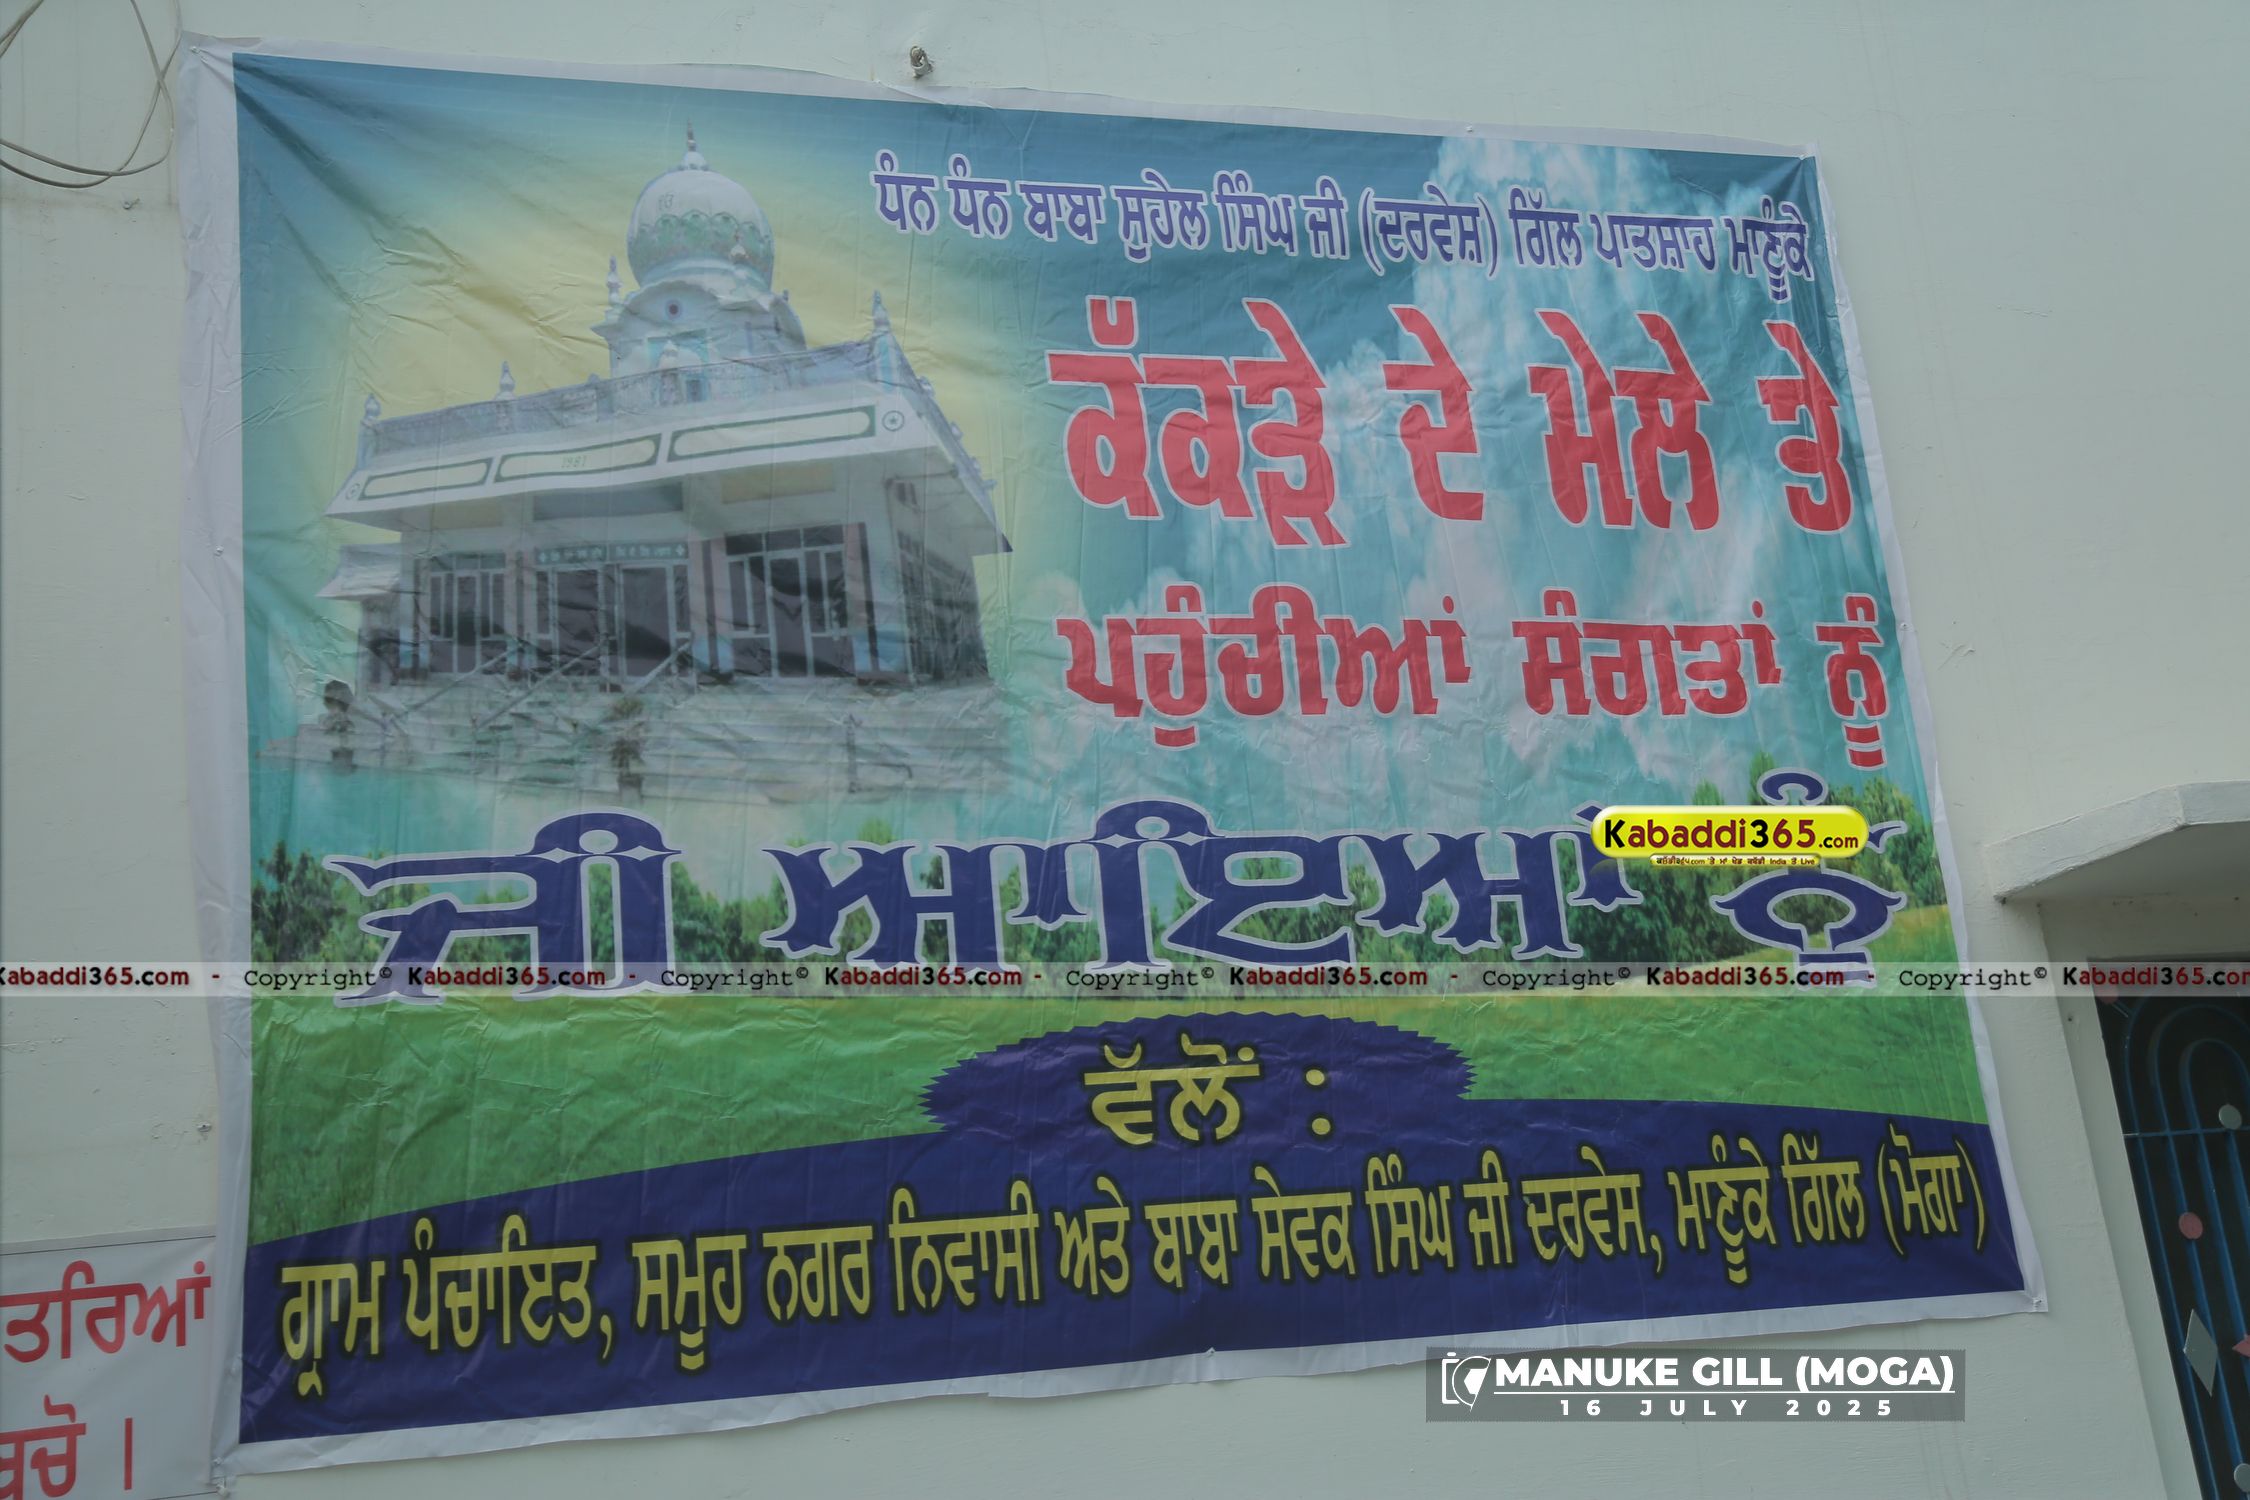 ਧੰਨ ਧੰਨ ਬਾਬਾ ਸੁਹੇਲ ਸਿੰਘ ਜੀ (ਦਰਵੇਸ਼) ਗਿੱਲ ਪਾਤਸ਼ਾਹ ਮਾਣੂੰਕੇ
ਕੱਕੜ੍ਹੇ ਦੇ ਮੇਲੇ ਤੇ
1981
ਪਹੁੰਚੀਆਂ ਸੰਗਤਾਂ ਨੂੰ
ਜੀ ਆਇਆਂ ਨੂੰ
Kabaddi365.com
Kabaddi365.com - Copyright© Kabaddi365.com - Copyright© Kabaddi365.com - Copyright© Kabaddi365.com - Copyright© Kabaddi365.com - Copyright© Kabaddi365.com
ਵੱਲੋਂ :
ਗ੍ਰਾਮ ਪੰਚਾਇਤ, ਸਮੂਹ ਨਗਰ ਨਿਵਾਸੀ ਅਤੇ ਬਾਬਾ ਸੇਵਕ ਸਿੰਘ ਜੀ ਦਰਵੇਸ, ਮਾਣੂੰਕੇ ਗਿੱਲ (ਮੋਗਾ)
ਤਰਿਆਂ
ਬਚੋ ।
MANUKE GILL (MOGA)
16 JULY 2025